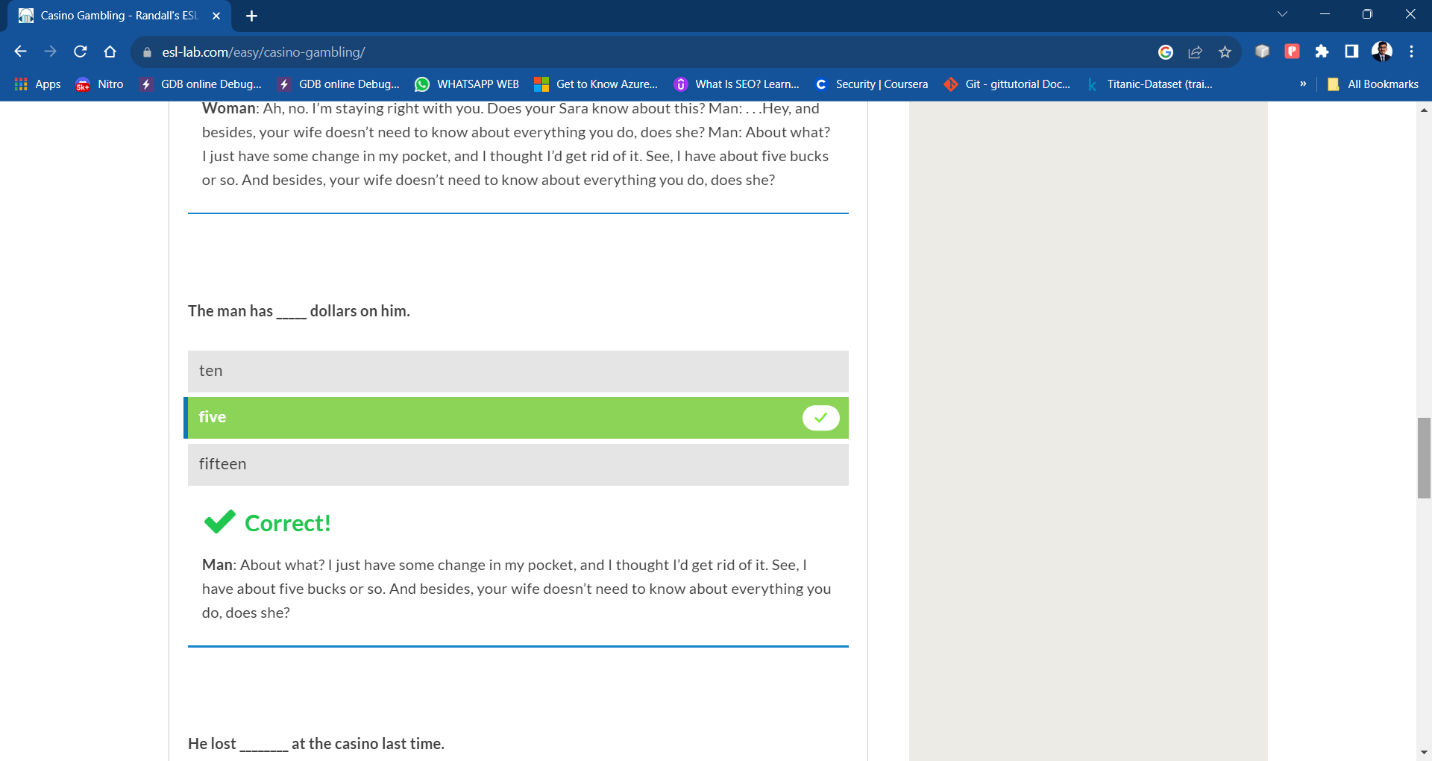 Casino Gambling - Randall's ESL
esl-lab.com/easy/casino-gambling/
Apps
5k+
Nitro
GDB online Debug...
GDB online Debug...
WHATSAPP WEB
Get to Know Azure...
What Is SEO? Learn...
Security | Coursera
Git - gittutorial Doc...
Titanic-Dataset (trai...
»
All Bookmarks
Woman: Ah, no. I'm staying right with you. Does your Sara know about this? Man: . . .Hey, and
besides, your wife doesn't need to know about everything you do, does she? Man: About what?
I just have some change in my pocket, and I thought I'd get rid of it. See, I have about five bucks
or so. And besides, your wife doesn't need to know about everything you do, does she?
The man has _____ dollars on him.
ten
five
fifteen
Correct!
Man: About what? I just have some change in my pocket, and I thought I'd get rid of it. See, I
have about five bucks or so. And besides, your wife doesn't need to know about everything you
do, does she?
He lost ________ at the casino last time.